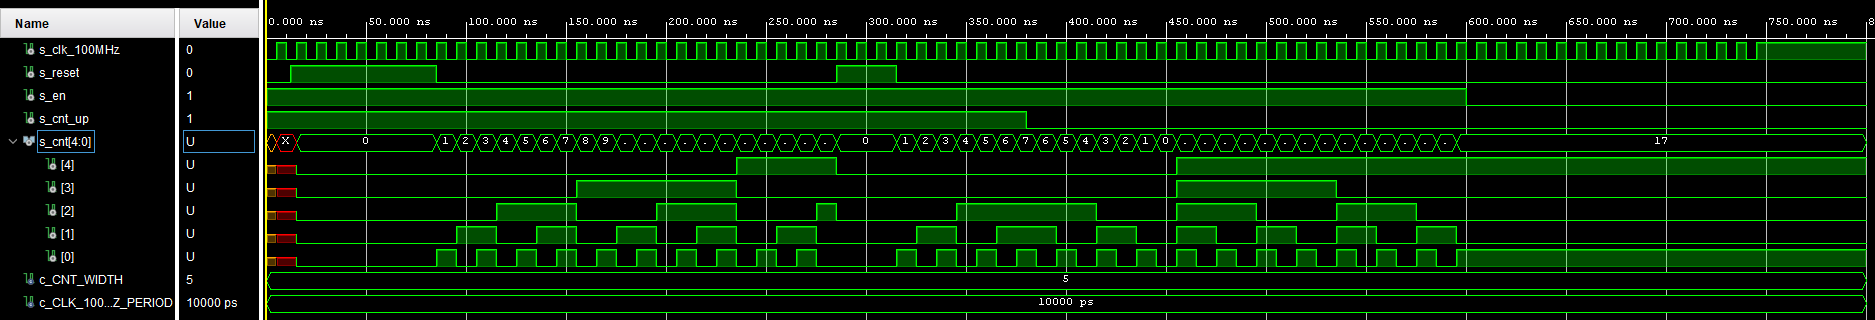 Name Value 0.000 ns 50.000 ns 100.000 ns 150.000 ns 200.000 ns 250.000 ns 300.000 ns 350.000 ns 400.000 ns 450.000 ns 500.000 ns 550.000 ns 600.000 ns 650.000 ns 700.000 ns 750.000 ns 8
s_clk_100MHz 0
s_reset 0
s_en 1
s_cnt_up 1
s_cnt[4:0] U X 0 1 2 3 4 5 6 7 8 9 . . . . . . . . . . . 0 1 2 3 4 5 6 7 6 5 4 3 2 1 0 . . . . . . . . . . . . . . 17
[4] U
[3] U
[2] U
[1] U
[0] U
c_CNT_WIDTH 5 5
c_CLK_100...Z_PERIOD 10000 ps 10000 ps